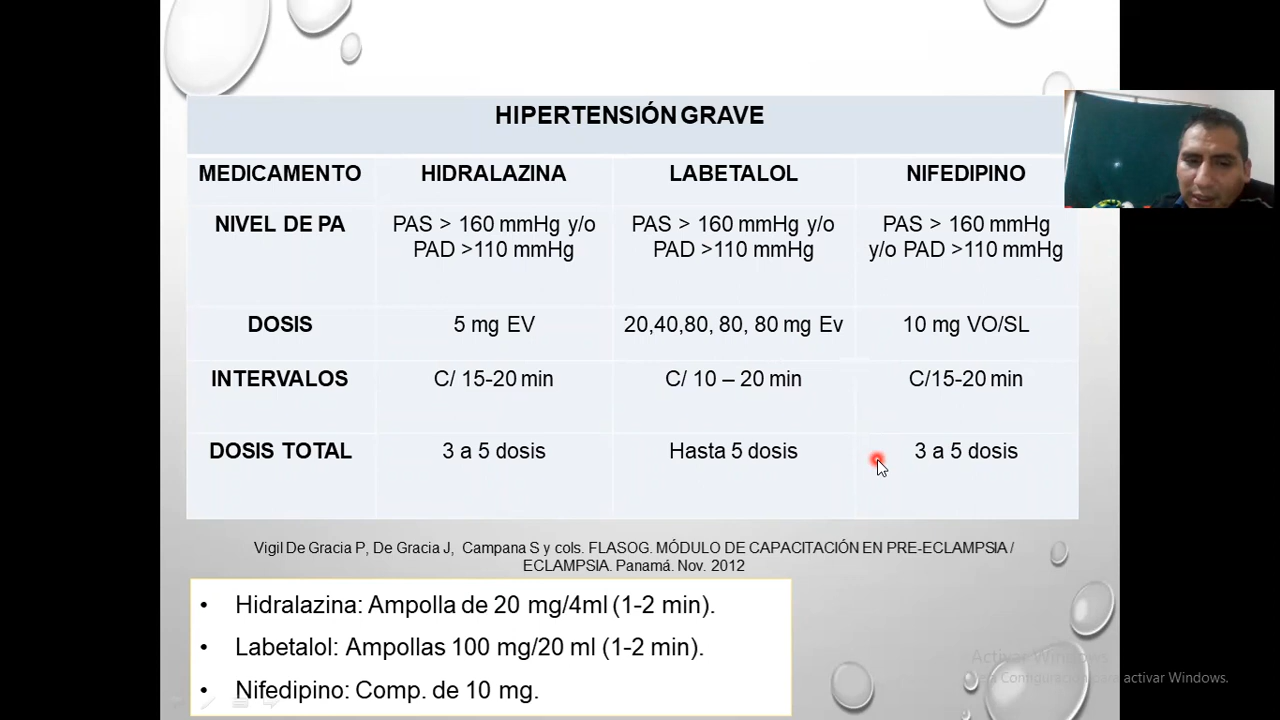 HIPERTENSIÓN GRAVE
MEDICAMENTO HIDRALAZINA LABETALOL NIFEDIPINO
NIVEL DE PA PAS > 160 mmHg y/o PAS > 160 mmHg y/o PAS > 160 mmHg
PAD >110 mmHg PAD >110 mmHg y/o PAD >110 mmHg
DOSIS 5 mg EV 20,40,80, 80, 80 mg Ev 10 mg VO/SL
INTERVALOS C/ 15-20 min C/ 10 – 20 min C/15-20 min
DOSIS TOTAL 3 a 5 dosis Hasta 5 dosis 3 a 5 dosis
Vigil De Gracia P, De Gracia J, Campana S y cols. FLASOG. MÓDULO DE CAPACITACIÓN EN PRE-ECLAMPSIA /
ECLAMPSIA. Panamá. Nov. 2012
• Hidralazina: Ampolla de 20 mg/4ml (1-2 min).
• Labetalol: Ampollas 100 mg/20 ml (1-2 min).
• Nifedipino: Comp. de 10 mg.
Activar Windows
Configuración para activar Windows.